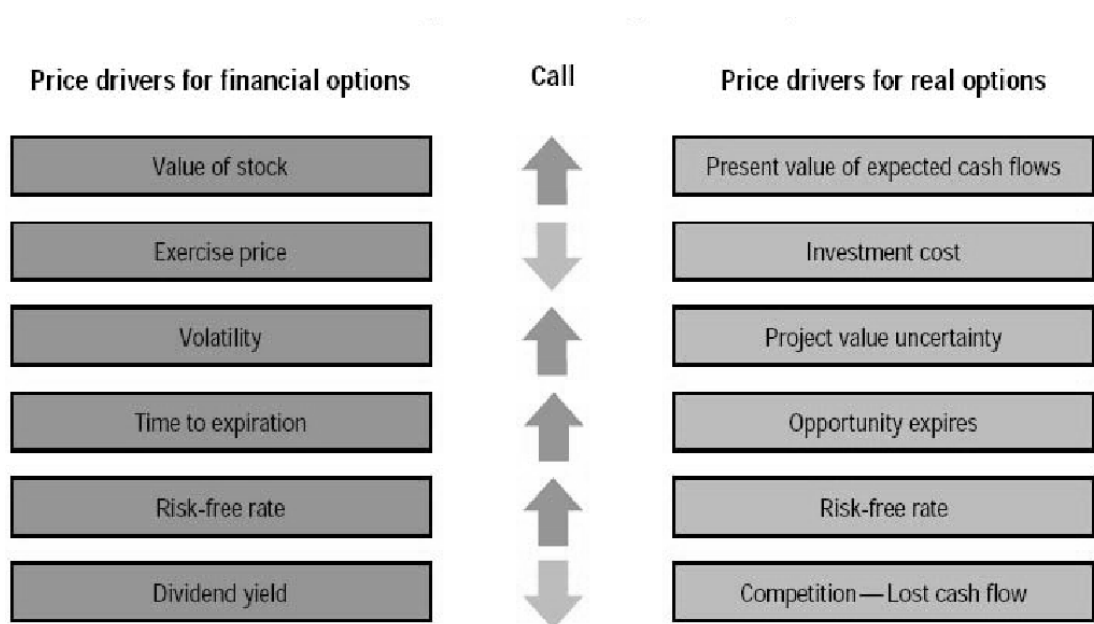 Price drivers for financial options
Call
Price drivers for real options
Value of stock
Present value of expected cash flows
Exercise price
Investment cost
Volatility
Project value uncertainty
Time to expiration
Opportunity expires
Risk-free rate
Risk-free rate
Dividend yield
Competition—Lost cash flow